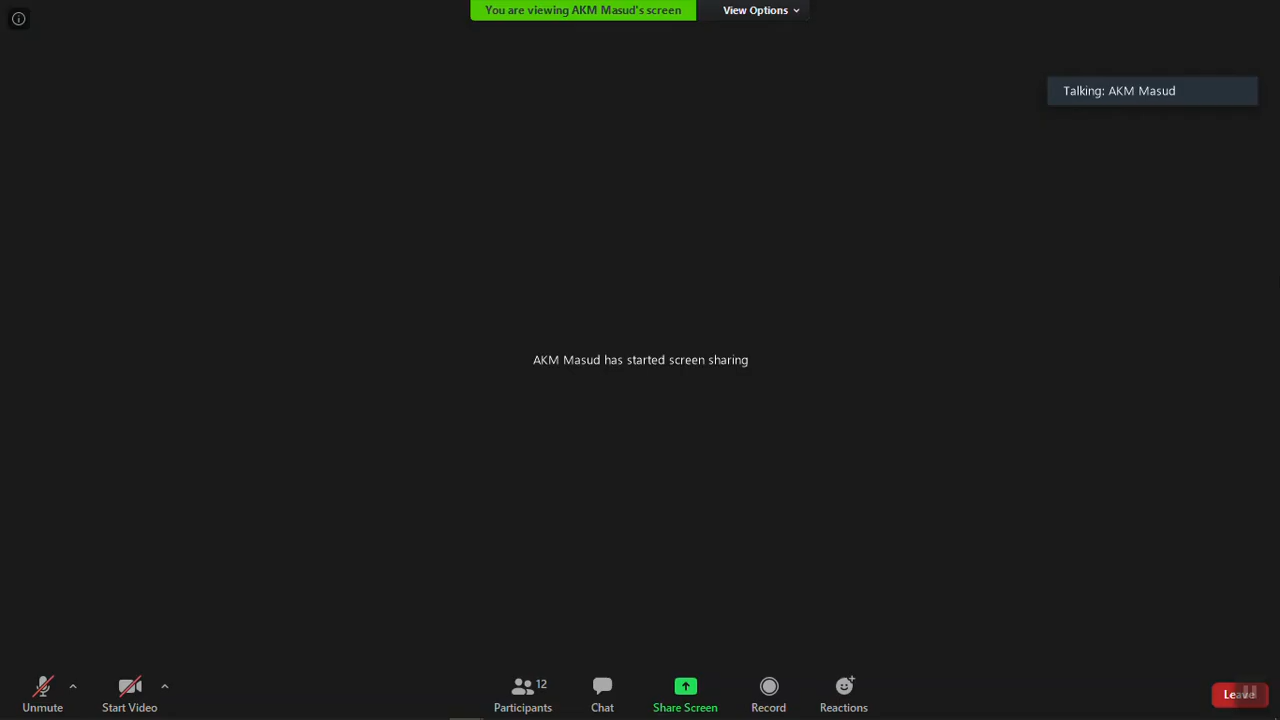 You are viewing AKM Masud's screen View Options
Talking: AKM Masud
AKM Masud has started screen sharing
12
Unmute Start Video Participants Chat Share Screen Record Reactions Leave